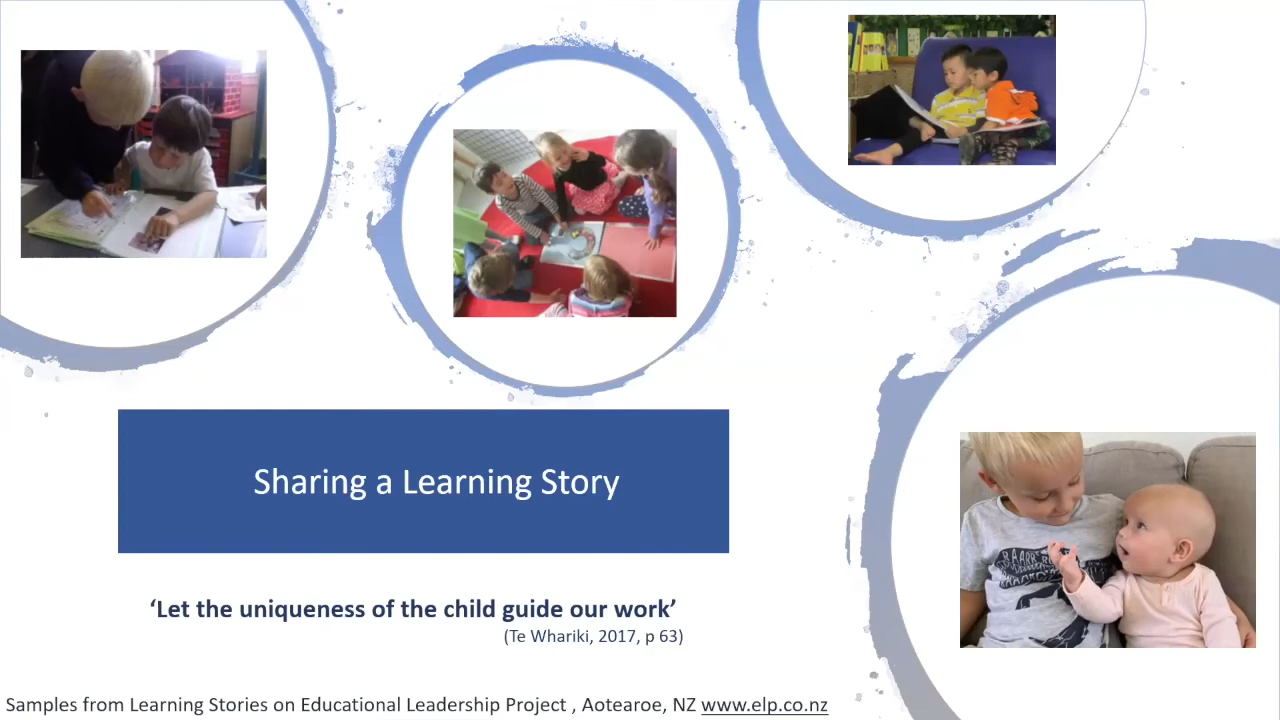 Sharing a Learning Story
‘Let the uniqueness of the child guide our work’
(Te Whariki, 2017, p 63)
Samples from Learning Stories on Educational Leadership Project , Aotearoe, NZ www.elp.co.nz